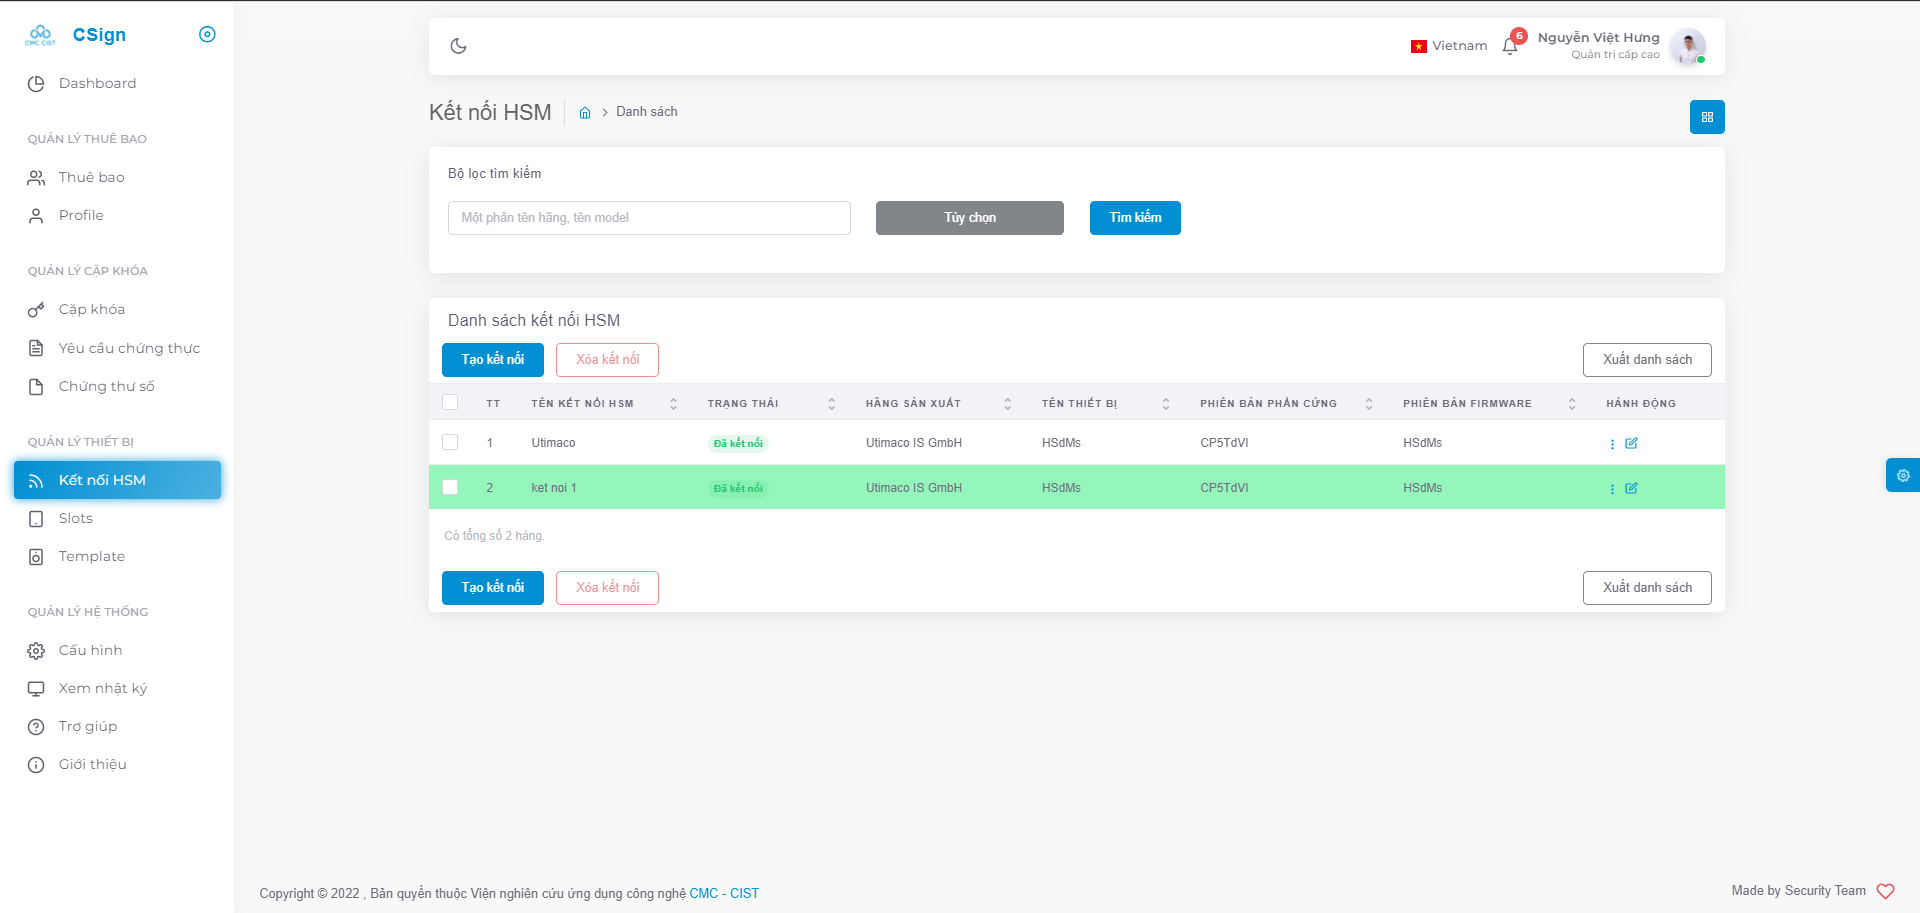 CMC CIST
CSign
Dashboard
QUẢN LÝ THUÊ BAO
Thuê bao
Profile
QUẢN LÝ CẶP KHÓA
Cặp khóa
Yêu cầu chứng thực
Chứng thư số
QUẢN LÝ THIẾT BỊ
Kết nối HSM
Slots
Template
QUẢN LÝ HỆ THỐNG
Cấu hình
Xem nhật ký
Trợ giúp
Giới thiệu
Vietnam
6
Nguyễn Việt Hưng
Quản trị cấp cao
Kết nối HSM
Danh sách
Bộ lọc tìm kiếm
Một phần tên hãng, tên model
Tùy chọn
Tìm kiếm
Danh sách kết nối HSM
Tạo kết nối
Xóa kết nối
Xuất danh sách
TT TÊN KẾT NỐI HSM TRẠNG THÁI HÃNG SẢN XUẤT TÊN THIẾT BỊ PHIÊN BẢN PHẦN CỨNG PHIÊN BẢN FIRMWARE HÀNH ĐỘNG
1 Utimaco Đã kết nối Utimaco IS GmbH HSdMs CP5TdVI HSdMs
2 ket noi 1 Đã kết nối Utimaco IS GmbH HSdMs CP5TdVI HSdMs
Có tổng số 2 hàng.
Tạo kết nối
Xóa kết nối
Xuất danh sách
Copyright © 2022 , Bản quyền thuộc Viện nghiên cứu ứng dụng công nghệ CMC - CIST
Made by Security Team